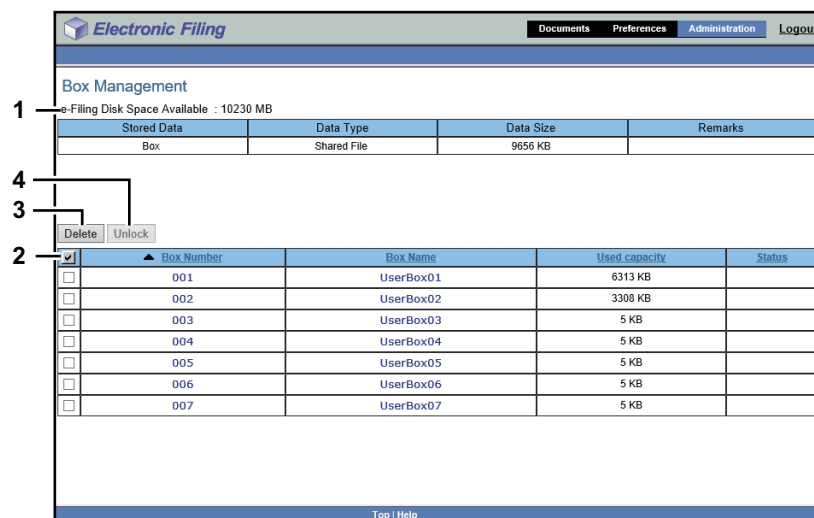 Electronic Filing
Documents Preferences Administration Logou
Box Management
1
e-Filing Disk Space Available : 10230 MB
Stored Data Data Type Data Size Remarks
Box Shared File 9656 KB
4
3
Delete Unlock
2
Box Number Box Name Used capacity Status
001 UserBox01 6313 KB
002 UserBox02 3308 KB
003 UserBox03 5 KB
004 UserBox04 5 KB
005 UserBox05 5 KB
006 UserBox06 5 KB
007 UserBox07 5 KB
Top | Help